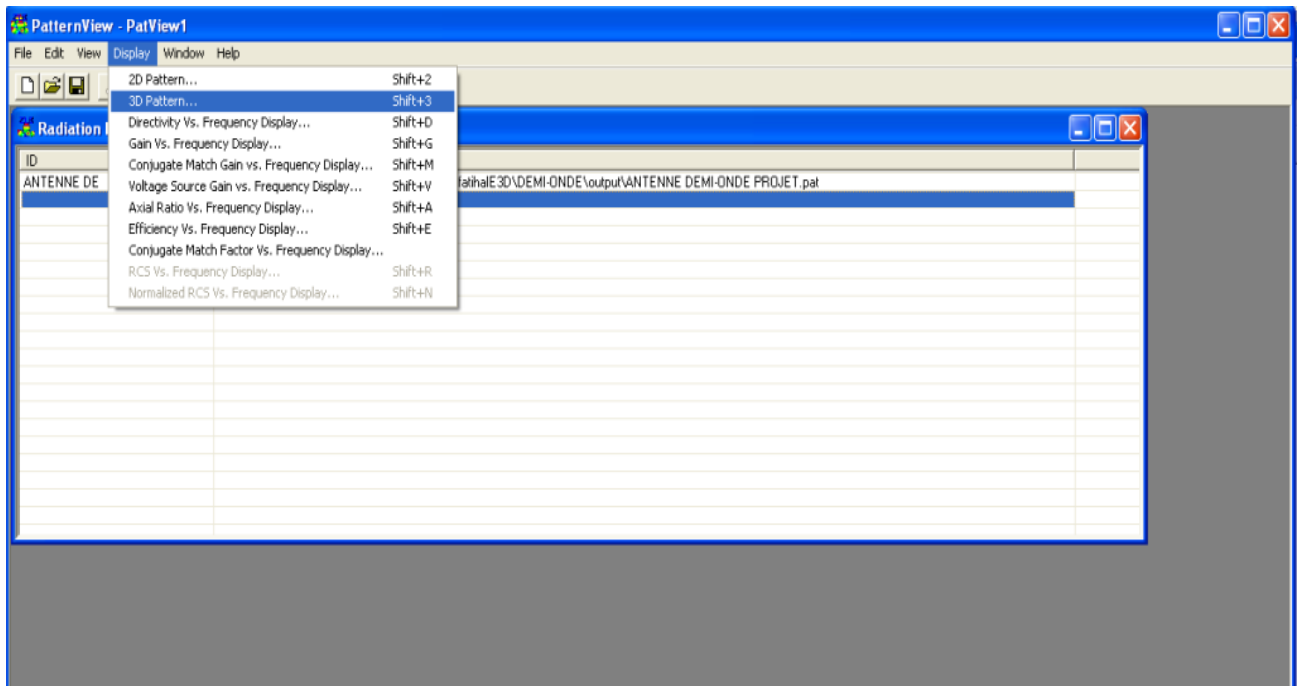 PatternView - PatView1
File Edit View Display Window Help
2D Pattern... Shift+2
3D Pattern... Shift+3
Directivity Vs. Frequency Display... Shift+D
Gain Vs. Frequency Display... Shift+G
Conjugate Match Gain vs. Frequency Display... Shift+M
Voltage Source Gain vs. Frequency Display... Shift+V
Axial Ratio Vs. Frequency Display... Shift+A
Efficiency Vs. Frequency Display... Shift+E
Conjugate Match Factor Vs. Frequency Display...
RCS Vs. Frequency Display... Shift+R
Normalized RCS Vs. Frequency Display... Shift+N
Radiation
ID
ANTENNE DE fatihaIE3D\DEMI-ONDE\output\ANTENNE DEMI-ONDE PROJET.pat